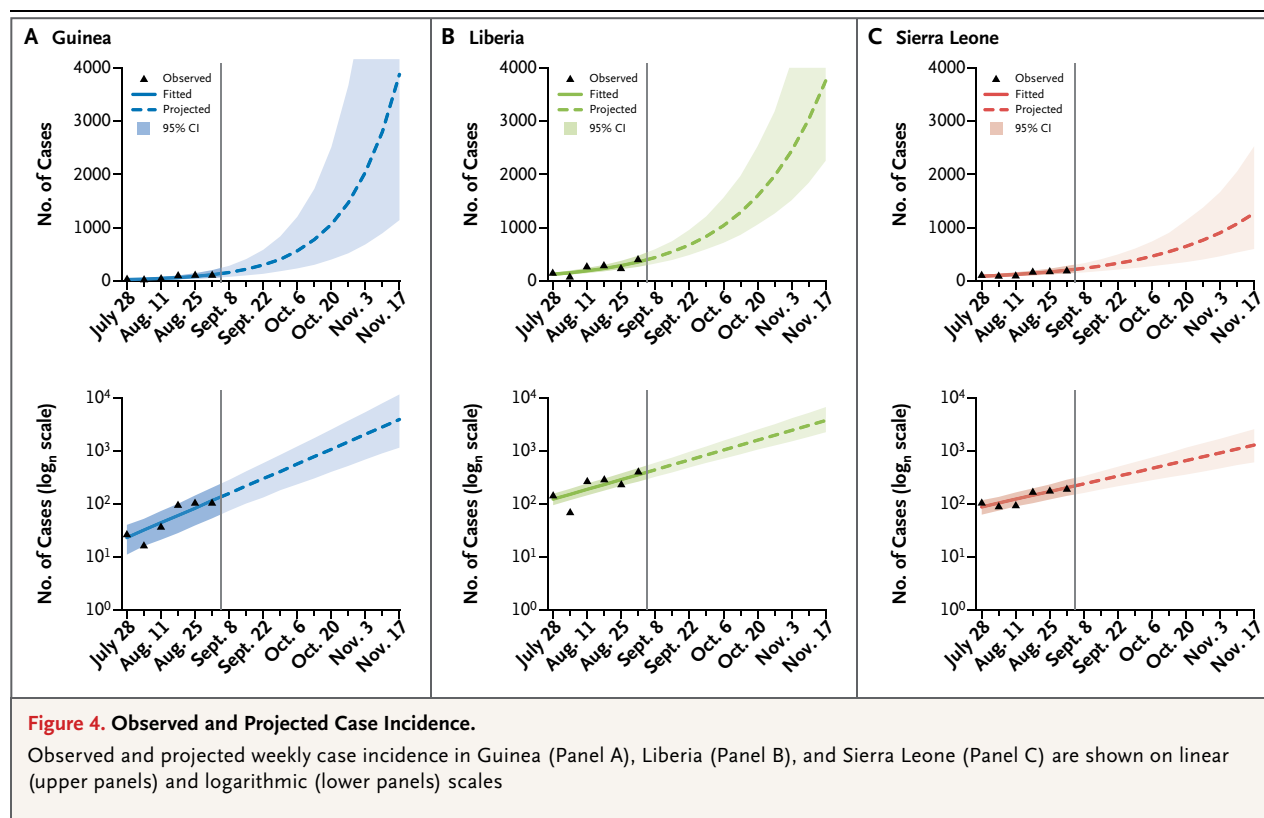 A Guinea
No. of Cases
4000
3000
2000
1000
0
Observed
Fitted
Projected
95% CI
July 28
Aug. 11
Aug. 25
Sept. 8
Sept. 22
Oct. 6
Oct. 20
Nov. 3
Nov. 17
No. of Cases (logn scale)
10⁴
10³
10²
10¹
10⁰
July 28
Aug. 11
Aug. 25
Sept. 8
Sept. 22
Oct. 6
Oct. 20
Nov. 3
Nov. 17
B Liberia
No. of Cases
4000
3000
2000
1000
0
Observed
Fitted
Projected
95% CI
July 28
Aug. 11
Aug. 25
Sept. 8
Sept. 22
Oct. 6
Oct. 20
Nov. 3
Nov. 17
No. of Cases (logn scale)
10⁴
10³
10²
10¹
10⁰
July 28
Aug. 11
Aug. 25
Sept. 8
Sept. 22
Oct. 6
Oct. 20
Nov. 3
Nov. 17
C Sierra Leone
No. of Cases
4000
3000
2000
1000
0
Observed
Fitted
Projected
95% CI
July 28
Aug. 11
Aug. 25
Sept. 8
Sept. 22
Oct. 6
Oct. 20
Nov. 3
Nov. 17
No. of Cases (logn scale)
10⁴
10³
10²
10¹
10⁰
July 28
Aug. 11
Aug. 25
Sept. 8
Sept. 22
Oct. 6
Oct. 20
Nov. 3
Nov. 17
Figure 4. Observed and Projected Case Incidence.
Observed and projected weekly case incidence in Guinea (Panel A), Liberia (Panel B), and Sierra Leone (Panel C) are shown on linear
(upper panels) and logarithmic (lower panels) scales